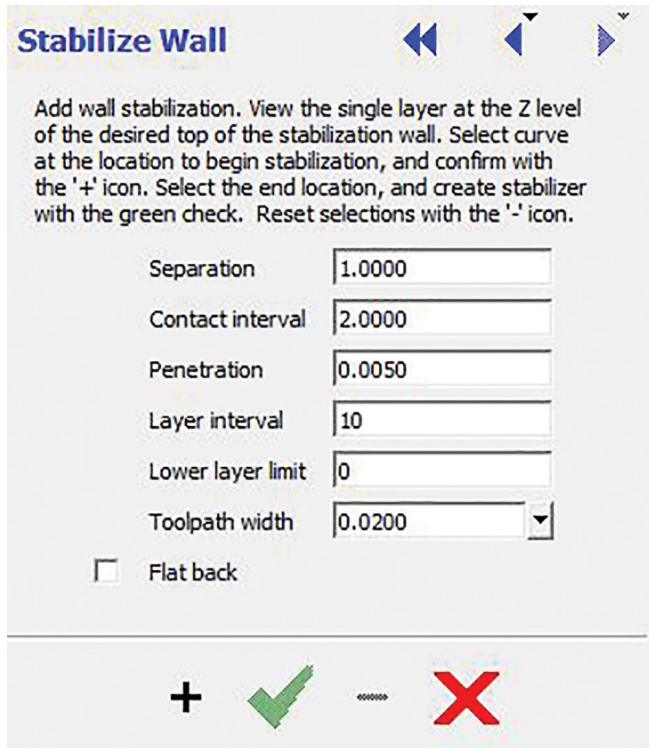 Stabilize Wall
Add wall stabilization. View the single layer at the Z level
of the desired top of the stabilization wall. Select curve
at the location to begin stabilization, and confirm with
the '+' icon. Select the end location, and create stabilizer
with the green check.  Reset selections with the '-' icon.
Separation 1.0000
Contact interval 2.0000
Penetration 0.0050
Layer interval 10
Lower layer limit 0
Toolpath width 0.0200
Flat back